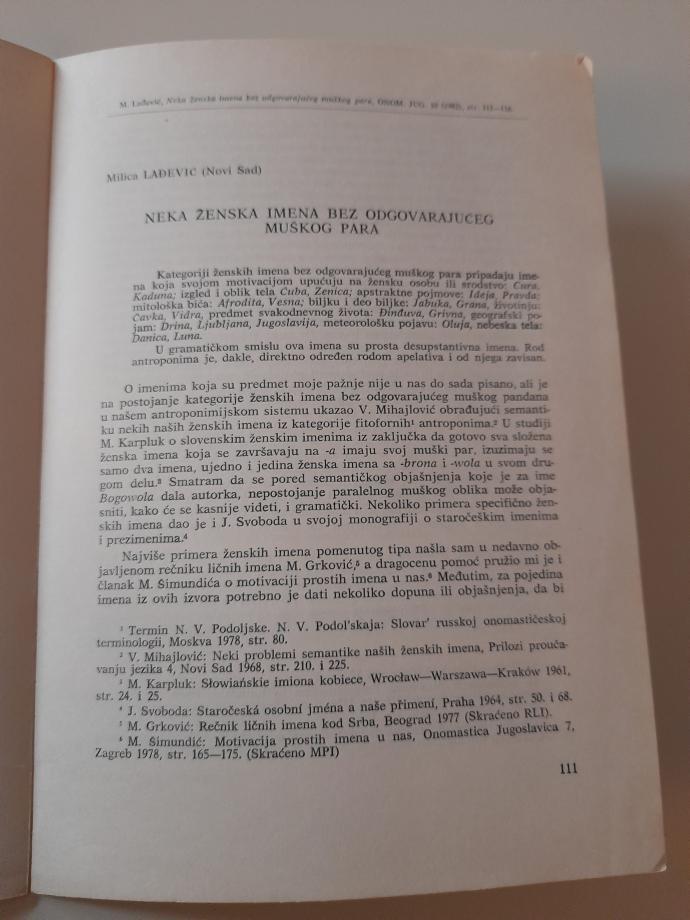 M. Lađević, Neka ženska imena bez odgovarajućeg muškog para, ONOM. JUG. 10 (1982), str. 111—116
Milica LAĐEVIĆ (Novi Sad)
NEKA ŽENSKA IMENA BEZ ODGOVARAJUĆEG
MUŠKOG PARA
Kategoriji ženskih imena bez odgovarajućeg muškog para pripadaju ime-
na koja svojom motivacijom upućuju na žensku osobu ili srodstvo: Cura,
Kaduna; izgled i oblik tela Čuba, Zenica; apstraktne pojmove: Ideja, Pravda;
mitološka bića: Afrodita, Vesna; biljku i deo biljke: Jabuka, Grana, životinju:
Čavka, Vidra, predmet svakodnevnog života: Đinđuva, Grivna, geografski po-
jam: Drina, Ljubljana, Jugoslavija, meteorološku pojavu: Oluja, nebeska tela:
Danica, Luna.
U gramatičkom smislu ova imena su prosta desupstantivna imena. Rod
antroponima je, dakle, direktno određen rodom apelativa i od njega zavisan.
O imenima koja su predmet moje pažnje nije u nas do sada pisano, ali je
na postojanje kategorije ženskih imena bez odgovarajućeg muškog pandana
u našem antroponimijskom sistemu ukazao V. Mihajlović obrađujući semanti-
ku nekih naših ženskih imena iz kategorije fitofornih¹ antroponima.² U studiji
M. Karpluk o slovenskim ženskim imenima iz zaključka da gotovo sva složena
ženska imena koja se završavaju na -a imaju svoj muški par, izuzimaju se
samo dva imena, ujedno i jedina ženska imena sa -brona i -wola u svom dru-
gom delu.³ Smatram da se pored semantičkog objašnjenja koje je za ime
Bogowola dala autorka, nepostojanje paralelnog muškog oblika može obja-
sniti, kako će se kasnije videti, i gramatički. Nekoliko primera specifično žen-
skih imena dao je i J. Svoboda u svojoj monografiji o staročeškim imenima
i prezimenima.⁴
Najviše primera ženskih imena pomenutog tipa našla sam u nedavno ob-
javljenom rečniku ličnih imena M. Grković,⁵ a dragocenu pomoć pružio mi je i
članak M. Šimundića o motivaciji prostih imena u nas.⁶ Međutim, za pojedina
imena iz ovih izvora potrebno je dati nekoliko dopuna ili objašnjenja, da bi
¹ Termin N. V. Podoljske. N. V. Podol'skaja: Slovar' russkoj onomastičeskoj
terminologii, Moskva 1978, str. 80.
² V. Mihajlović: Neki problemi semantike naših ženskih imena, Prilozi prouča-
vanju jezika 4, Novi Sad 1968, str. 210. i 225.
³ M. Karpluk: Słowiańskie imiona kobiece, Wrocław—Warszawa—Kraków 1961,
str. 24. i 25.
⁴ J. Svoboda: Staročeská osobní jména a naše přimení, Praha 1964, str. 50. i 68.
⁵ M. Grković: Rečnik ličnih imena kod Srba, Beograd 1977 (Skraćeno RLI).
⁶ M. Šimundić: Motivacija prostih imena u nas, Onomastica Jugoslavica 7,
Zagreb 1978, str. 165—175. (Skraćeno MPI)
111